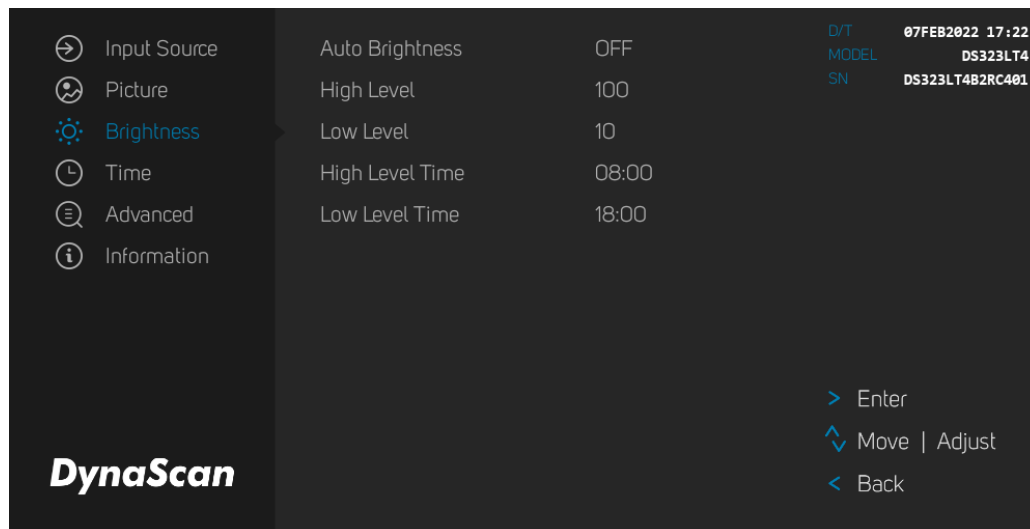 Input Source
Picture
Brightness
Time
Advanced
Information
DynaScan
Auto Brightness OFF
High Level 100
Low Level 10
High Level Time 08:00
Low Level Time 18:00
D/T 07FEB2022 17:22
MODEL DS323LT4
SN DS323LT4B2RC401
> Enter
Move | Adjust
< Back